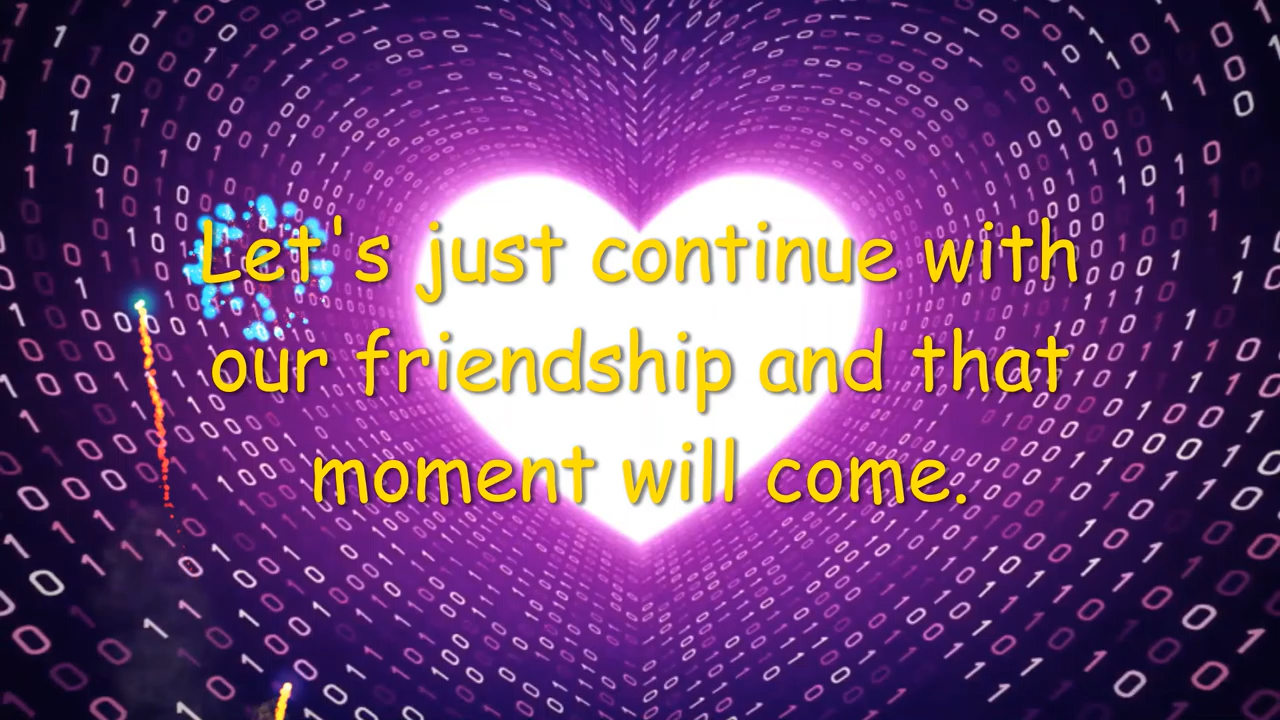 Let's just continue with
our friendship and that
moment will come.